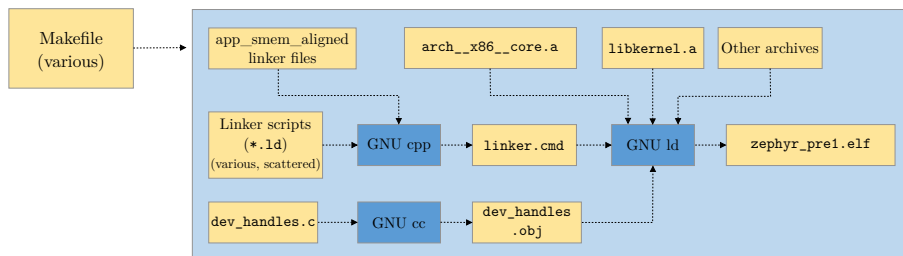 Makefile
(various)
app_smem_aligned
linker files
arch__x86__core.a
libkernel.a
Other archives
Linker scripts
(*.ld)
(various, scattered)
GNU cpp
linker.cmd
GNU ld
zephyr_pre1.elf
dev_handles.c
GNU cc
dev_handles
.obj